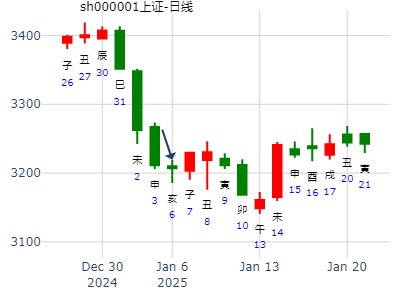 sh000001上证-日线
3400
3300
3200
3100
子
26
丑
27
辰
30
巳
31
未
2
申
3
亥
6
子
7
丑
8
寅
9
卯
10
午
13
未
14
申
15
酉
16
戌
17
丑
20
寅
21
Dec 30
2024
Jan 6
2025
Jan 13
Jan 20